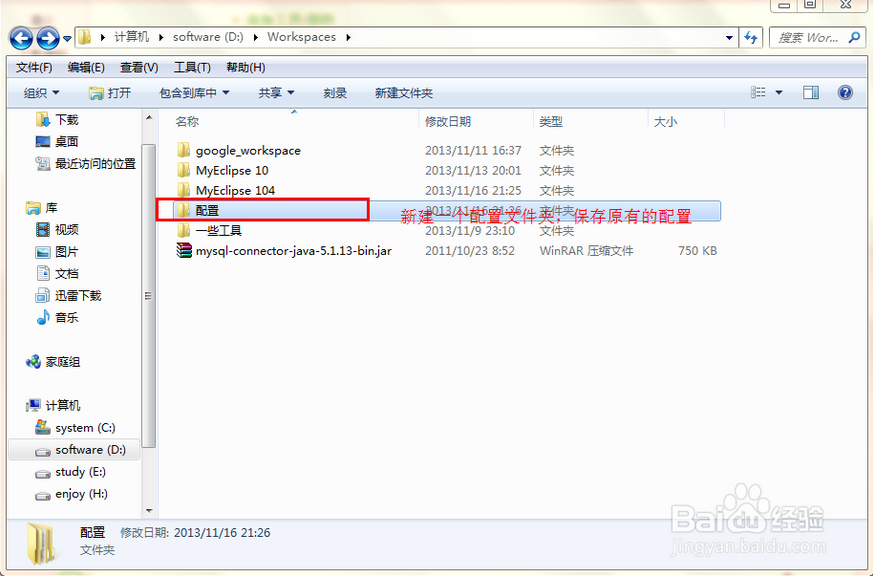 计算机 software (D:) Workspaces
搜索 Wor...
文件(F) 编辑(E) 查看(V) 工具(T) 帮助(H)
组织 打开 包含到库中 共享 刻录 新建文件夹
名称 修改日期 类型 大小
下载
桌面
最近访问的位置
库
视频
图片
文档
迅雷下载
音乐
家庭组
计算机
system (C:)
software (D:)
study (E:)
enjoy (H:)
google_workspace 2013/11/11 16:37 文件夹
MyEclipse 10 2013/11/13 20:01 文件夹
MyEclipse 104 2013/11/16 21:25 文件夹
配置 2013/11/16 21:26 文件夹
新建一个配置文件夹，保存原有的配置
一些工具 2013/11/9 23:10 文件夹
mysql-connector-java-5.1.13-bin.jar 2011/10/23 8:52 WinRAR 压缩文件 750 KB
配置 修改日期: 2013/11/16 21:26
文件夹
Baidu经验
jingyan.baidu.com